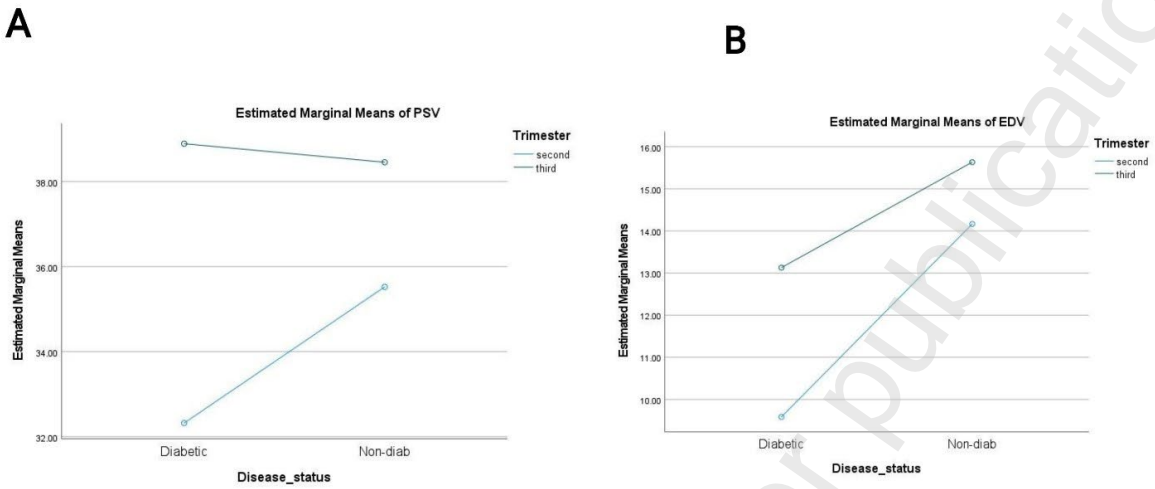 A
Estimated Marginal Means of PSV
Trimester
second
third
38.00
36.00
34.00
32.00
Estimated Marginal Means
Diabetic
Non-diab
Disease_status
B
Estimated Marginal Means of EDV
Trimester
second
third
16.00
15.00
14.00
13.00
12.00
11.00
10.00
Estimated Marginal Means
Diabetic
Non-diab
Disease_status
publication